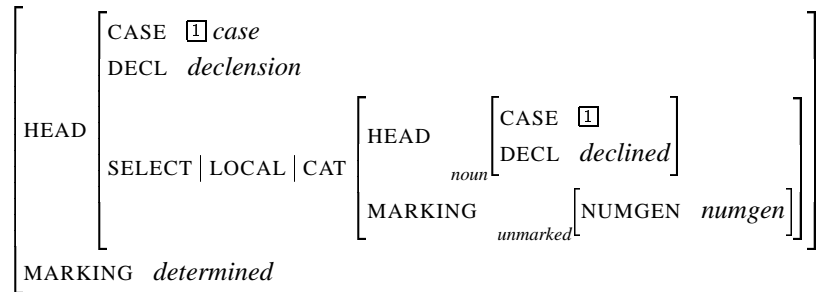 CASE 1 case
DECL declension
HEAD SELECT | LOCAL | CAT HEAD noun CASE 1
DECL declined
MARKING unmarked NUMGEN numgen
MARKING determined